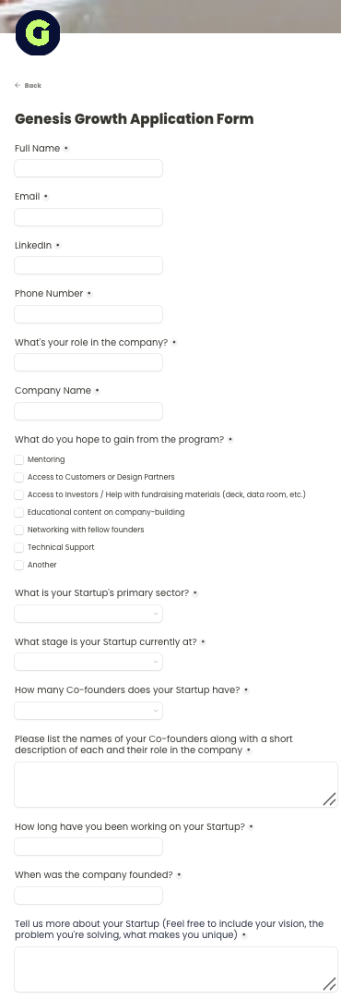 G
← Back
Genesis Growth Application Form
Full Name *
Email *
LinkedIn *
Phone Number *
What's your role in the company? *
Company Name *
What do you hope to gain from the program? *
Mentoring
Access to Customers or Design Partners
Access to Investors / Help with fundraising materials (deck, data room, etc.)
Educational content on company-building
Networking with fellow founders
Technical Support
Another
What is your Startup's primary sector? *
What stage is your Startup currently at? *
How many Co-founders does your Startup have? *
Please list the names of your Co-founders along with a short
description of each and their role in the company *
How long have you been working on your Startup? *
When was the company founded? *
Tell us more about your Startup (Feel free to include your vision, the
problem you're solving, what makes you unique) *